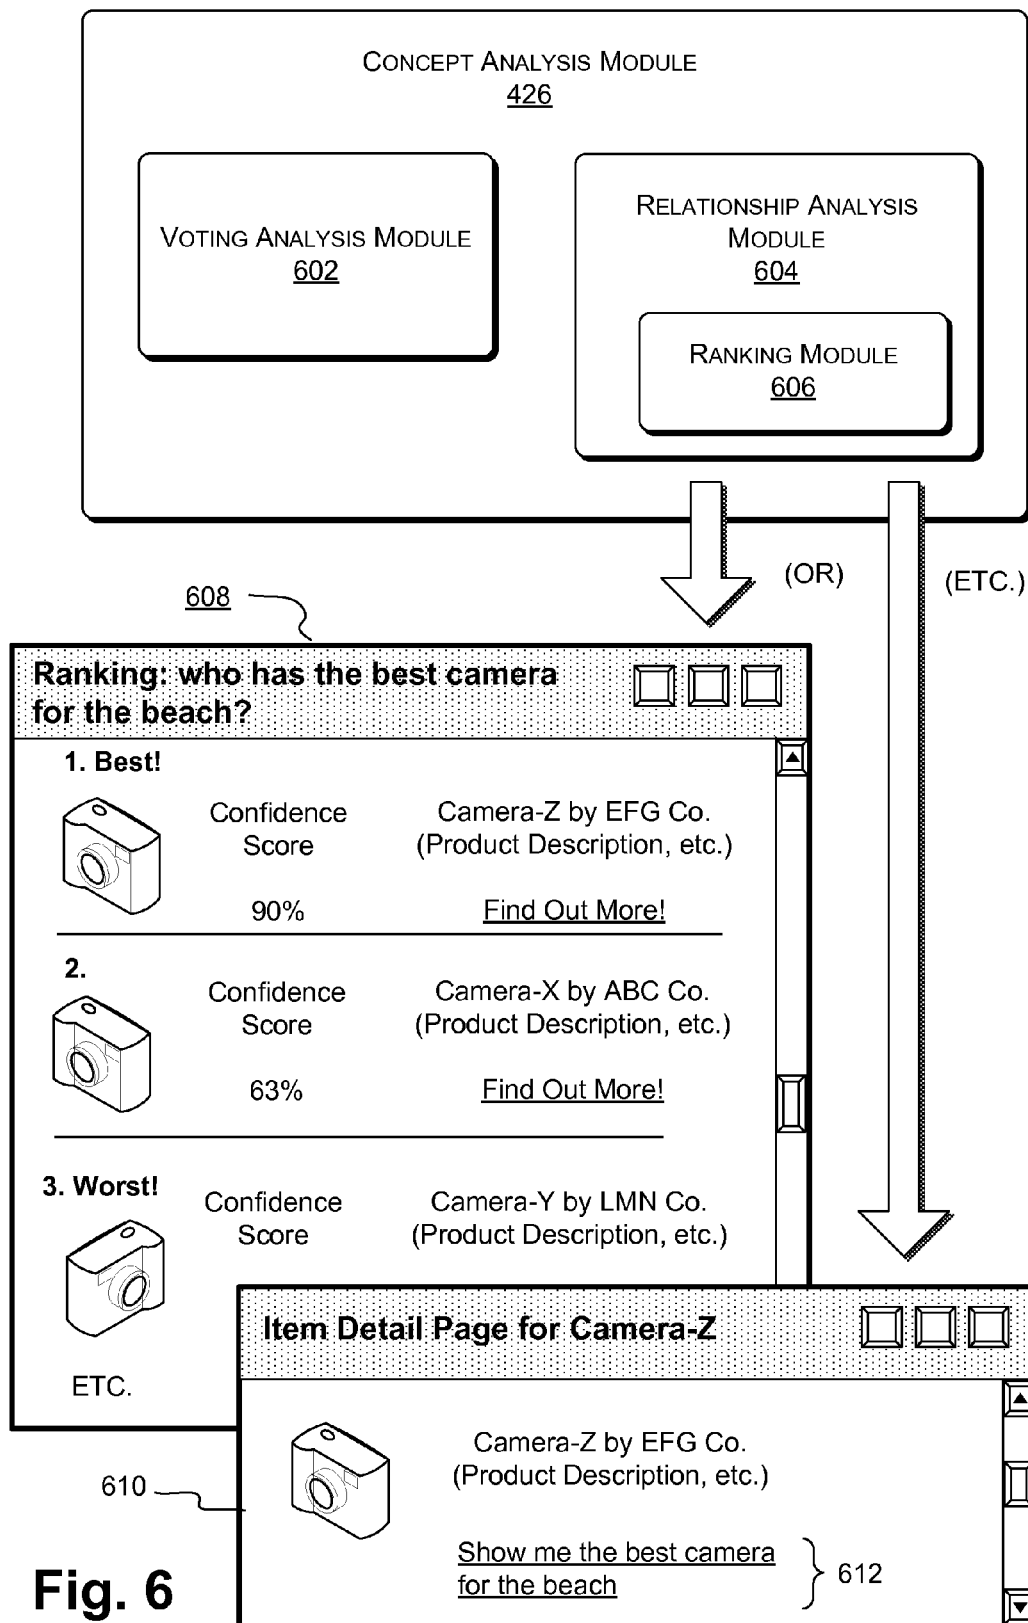 CONCEPT ANALYSIS MODULE
426
VOTING ANALYSIS MODULE
602
RELATIONSHIP ANALYSIS
MODULE
604
RANKING MODULE
606
(OR)
(ETC.)
608
Ranking: who has the best camera
for the beach?
1. Best!
Confidence
Score
90%
Camera-Z by EFG Co.
(Product Description, etc.)
Find Out More!
2.
Confidence
Score
63%
Camera-X by ABC Co.
(Product Description, etc.)
Find Out More!
3. Worst!
Confidence
Score
Camera-Y by LMN Co.
(Product Description, etc.)
ETC.
Item Detail Page for Camera-Z
610
Camera-Z by EFG Co.
(Product Description, etc.)
Show me the best camera
for the beach
612
Fig. 6